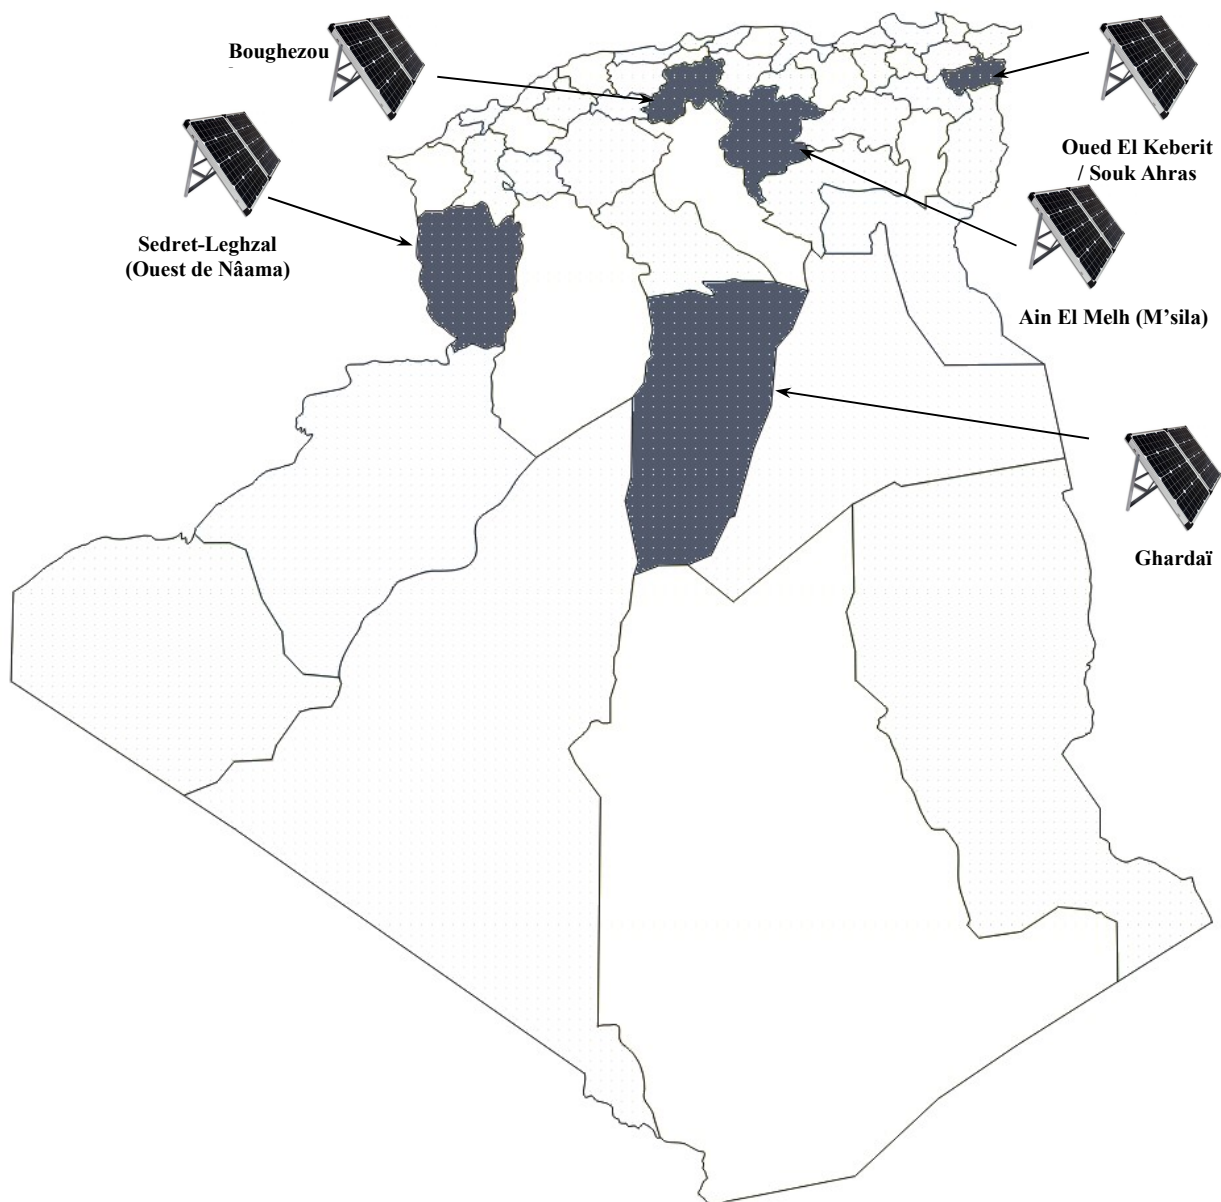 Boughezou
Oued El Keberit
/ Souk Ahras
Sedret-Leghzal
(Ouest de Nâama)
Ain El Melh (M’sila)
Ghardaï